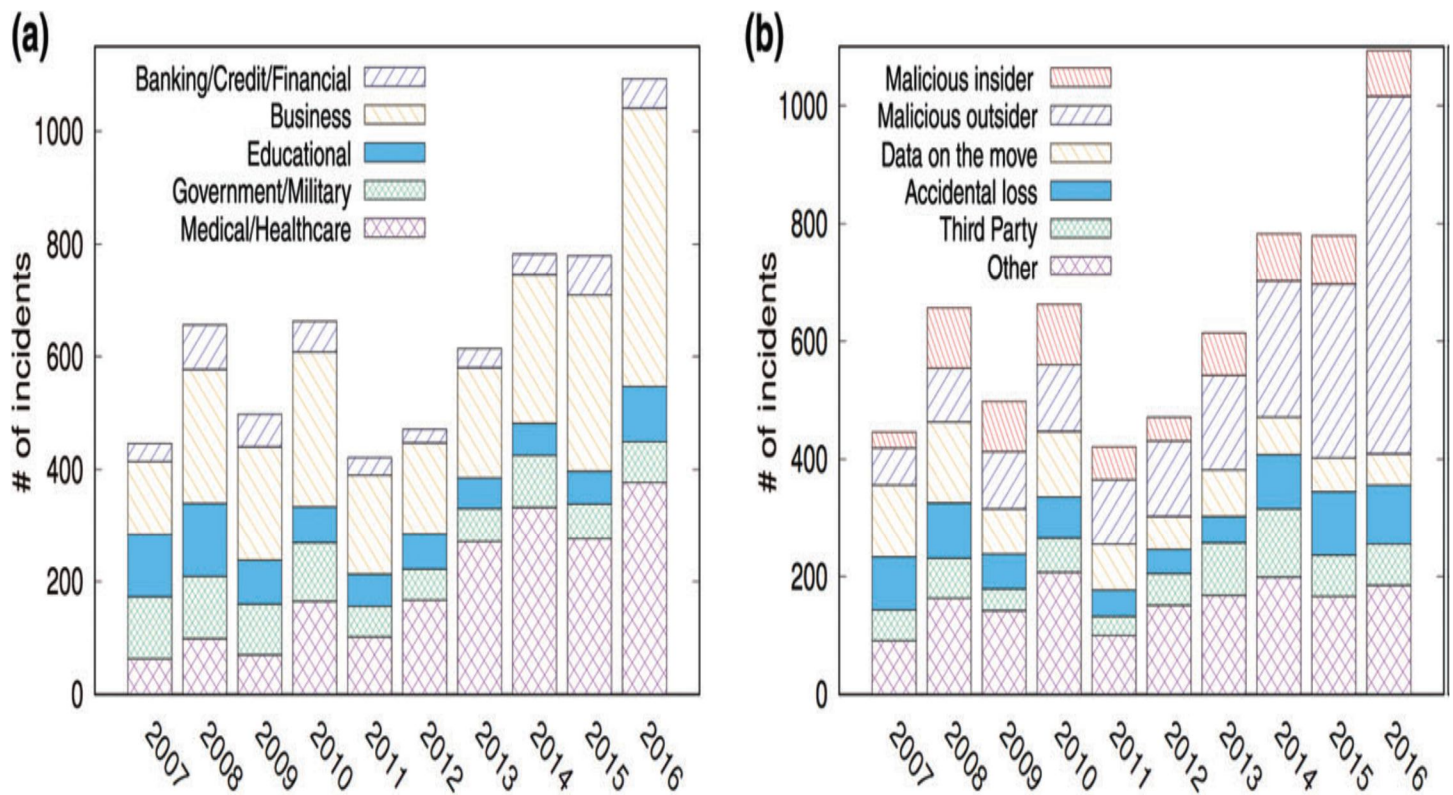 (a)
Banking/Credit/Financial
Business
Educational
Government/Military
Medical/Healthcare
# of incidents
1000
800
600
400
200
0
2007
2008
2009
2010
2011
2012
2013
2014
2015
2016
(b)
Malicious insider
Malicious outsider
Data on the move
Accidental loss
Third Party
Other
# of incidents
1000
800
600
400
200
0
2007
2008
2009
2010
2011
2012
2013
2014
2015
2016